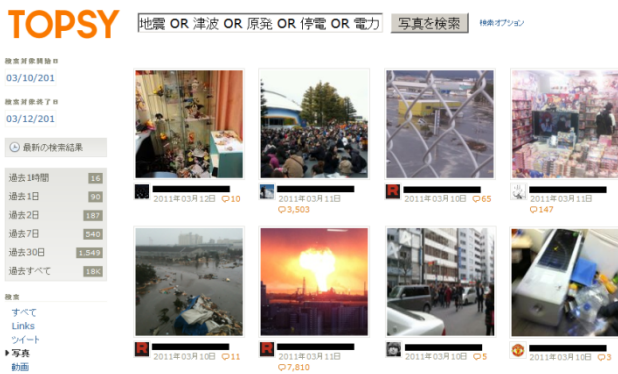 TOPSY
地震 OR 津波 OR 原発 OR 停電 OR 電力
写真を検索
検索オプション
検索対象開始日
03/10/201
検索対象終了日
03/12/201
最新の検索結果
過去1時間 16
過去1日 90
過去2日 187
過去7日 540
過去30日 1,549
過去すべて 18K
検索
すべて
Links
ツイート
写真
動画
2011年03月12日 10
2011年03月11日
3,503
2011年03月10日 65
2011年03月11日
147
2011年03月10日 11
2011年03月11日
7,810
2011年03月10日 5
2011年03月10日 3